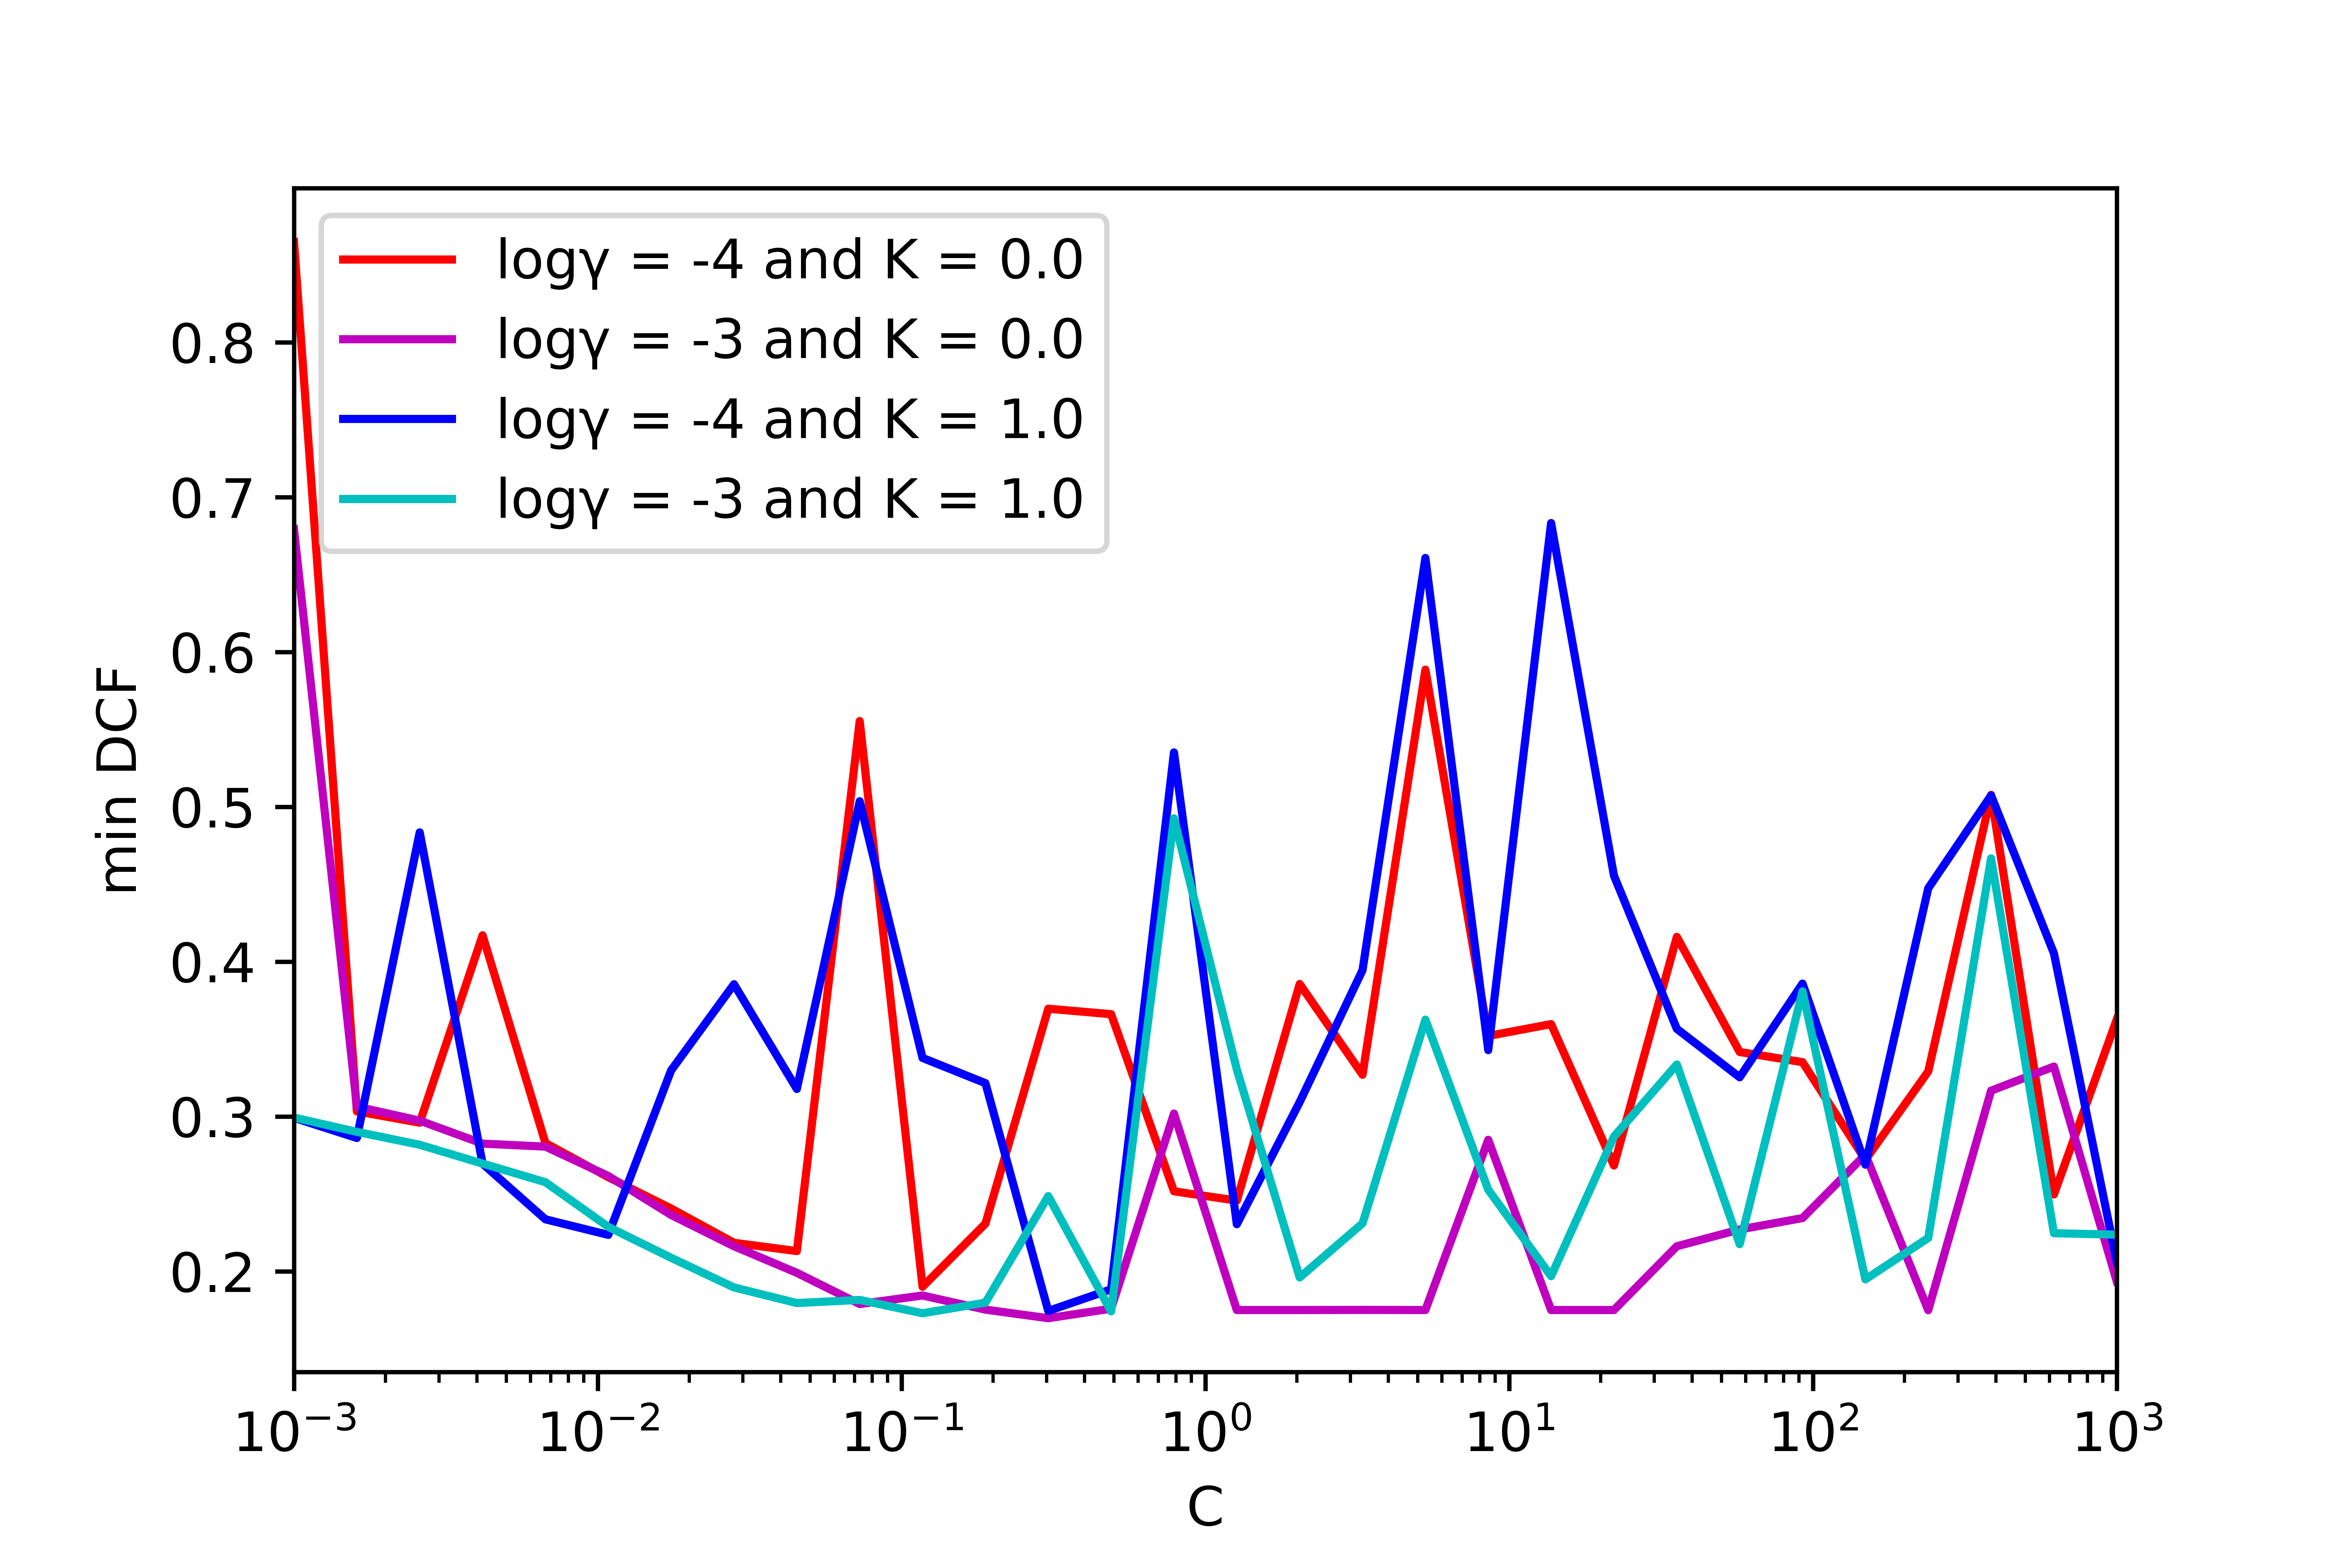 logγ = -4 and K = 0.0
logγ = -3 and K = 0.0
logγ = -4 and K = 1.0
logγ = -3 and K = 1.0
0.8
0.7
0.6
0.5
0.4
0.3
0.2
min DCF
10⁻³ 10⁻² 10⁻¹ 10⁰ 10¹ 10² 10³
C